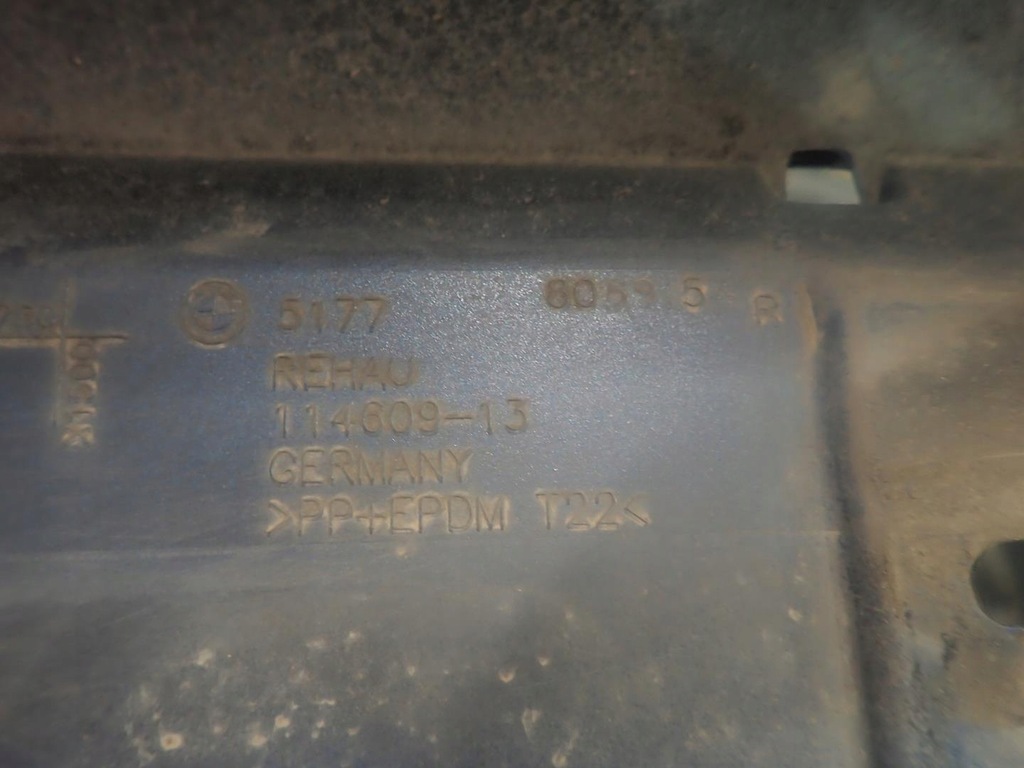 5177 R
REHAU
114609-13
GERMANY
>PP+EPDM T22<